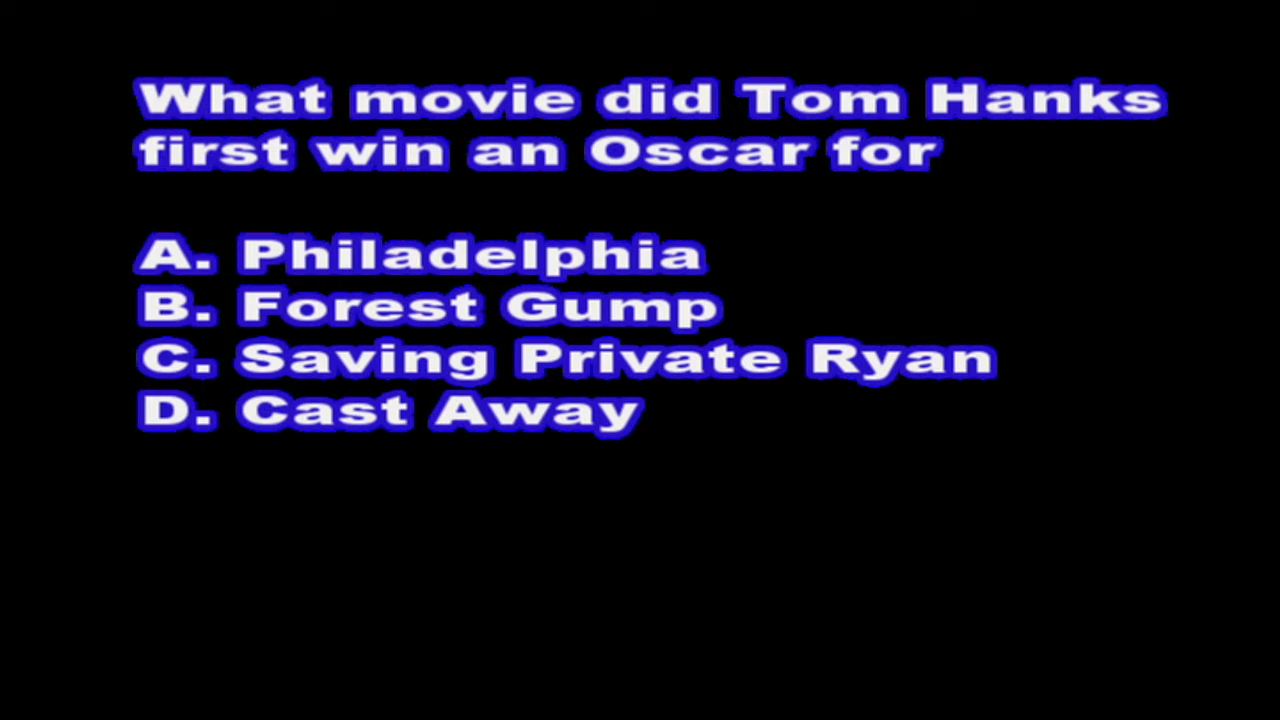 What movie did Tom Hanks
first win an Oscar for
A. Philadelphia
B. Forest Gump
C. Saving Private Ryan
D. Cast Away